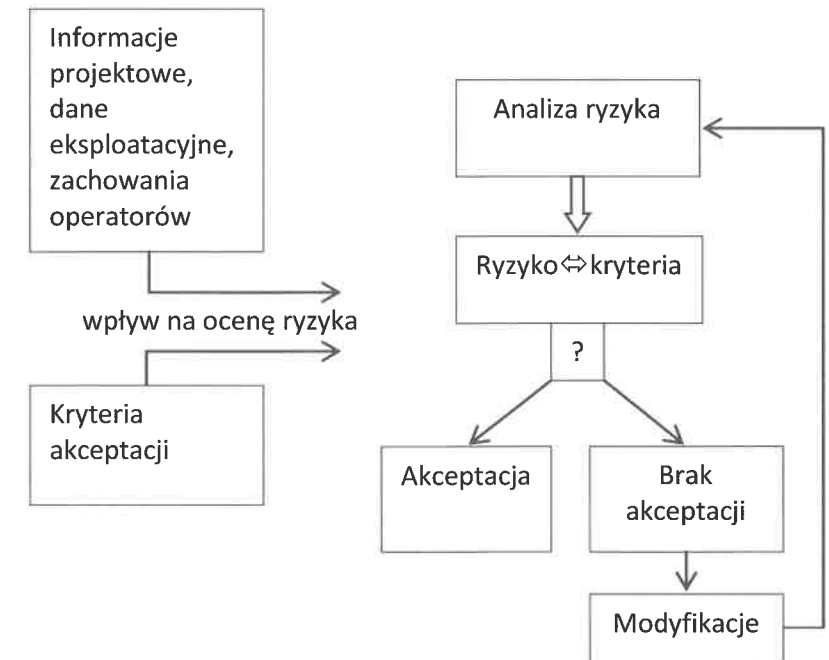 Informacje
projektowe,
dane
eksploatacyjne,
zachowania
operatorów
wpływ na ocenę ryzyka
Kryteria
akceptacji
Analiza ryzyka
Ryzyko⇔kryteria
?
Akceptacja
Brak
akceptacji
Modyfikacje